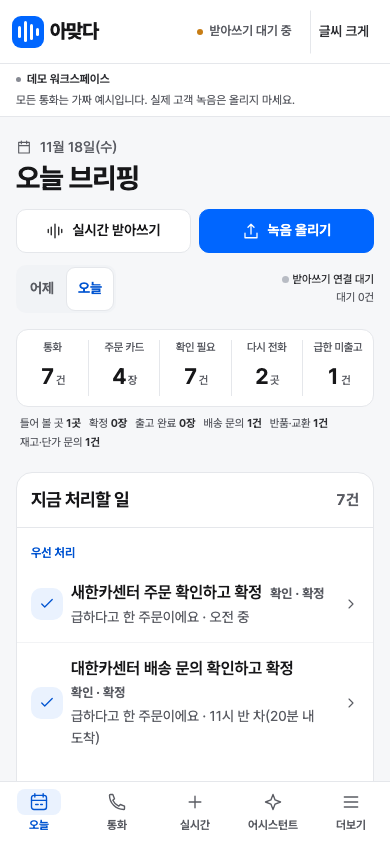 아맞다
받아쓰기 대기 중
글씨 크게
데모 워크스페이스
모든 통화는 가짜 예시입니다. 실제 고객 녹음은 올리지 마세요.
11월 18일(수)
오늘 브리핑
실시간 받아쓰기
녹음 올리기
어제
오늘
받아쓰기 연결 대기
대기 0건
통화
주문 카드
확인 필요
다시 전화
급한 미출고
7건
4장
7건
2곳
1건
들어 볼 곳 1곳 확정 0장 출고 완료 0장 배송 문의 1건 반품·교환 1건
재고·단가 문의 1건
지금 처리할 일
7건
우선 처리
새한카센터 주문 확인하고 확정 확인 · 확정
급하다고 한 주문이에요 · 오전 중
대한카센터 배송 문의 확인하고 확정
확인 · 확정
급하다고 한 주문이에요 · 11시 반 차(20분 내
도착)
오늘
통화
실시간
어시스턴트
더보기